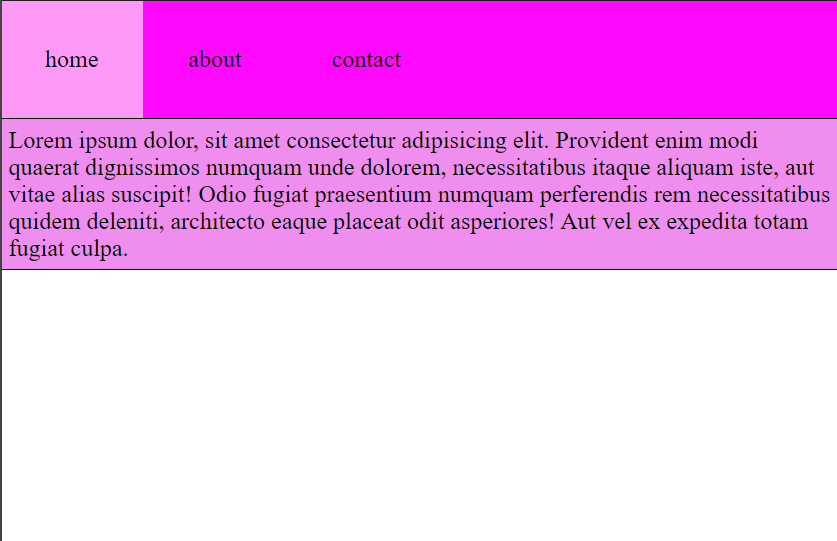 home about contact
Lorem ipsum dolor, sit amet consectetur adipisicing elit. Provident enim modi
quaerat dignissimos numquam unde dolorem, necessitatibus itaque aliquam iste, aut
vitae alias suscipit! Odio fugiat praesentium numquam perferendis rem necessitatibus
quidem deleniti, architecto eaque placeat odit asperiores! Aut vel ex expedita totam
fugiat culpa.